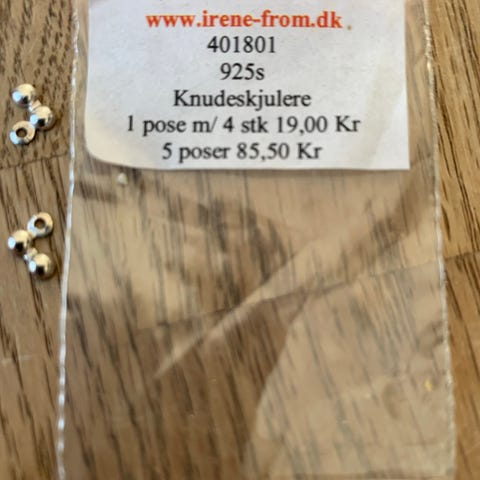 www.irene-from.dk
401801
925s
Knudeskjulere
1 pose m/ 4 stk 19,00 Kr
5 poser 85,50 Kr